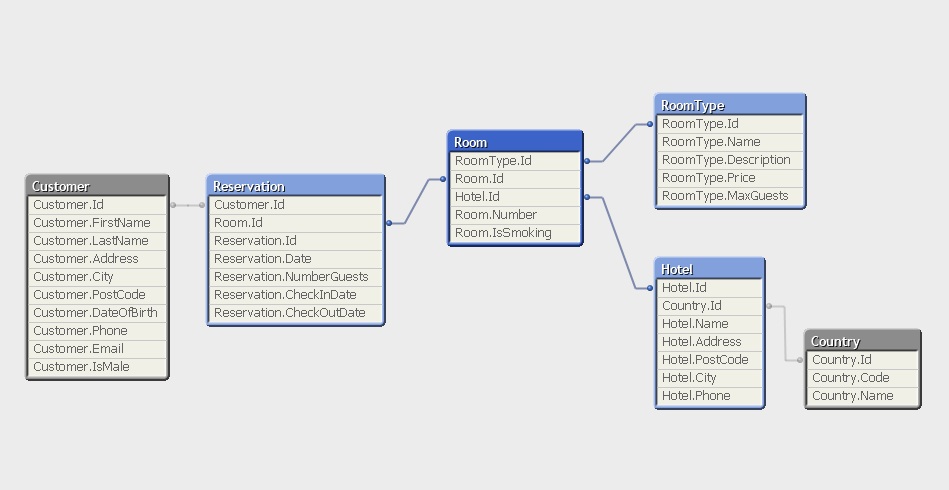 Customer
Customer.Id
Customer.FirstName
Customer.LastName
Customer.Address
Customer.City
Customer.PostCode
Customer.DateOfBirth
Customer.Phone
Customer.Email
Customer.IsMale
Reservation
Customer.Id
Room.Id
Reservation.Id
Reservation.Date
Reservation.NumberGuests
Reservation.CheckInDate
Reservation.CheckOutDate
Room
RoomType.Id
Room.Id
Hotel.Id
Room.Number
Room.IsSmoking
RoomType
RoomType.Id
RoomType.Name
RoomType.Description
RoomType.Price
RoomType.MaxGuests
Hotel
Hotel.Id
Country.Id
Hotel.Name
Hotel.Address
Hotel.PostCode
Hotel.City
Hotel.Phone
Country
Country.Id
Country.Code
Country.Name